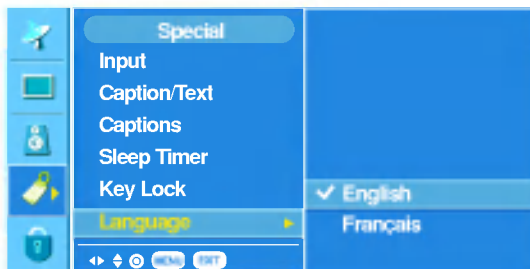 Special
Input
Caption/Text
Captions
Sleep Timer
Key Lock
Language
English
Français
MENU EXIT